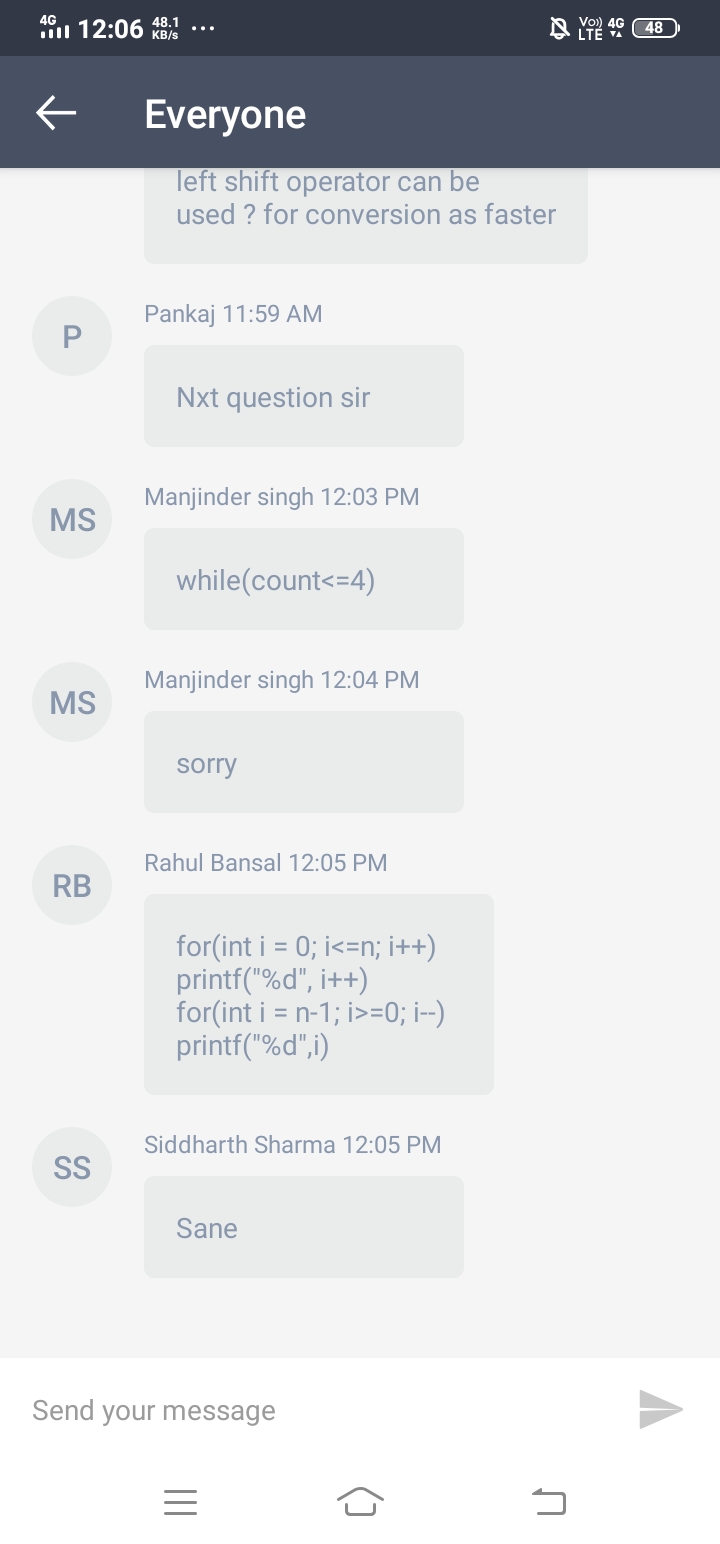 4G 12:06 48.1 KB/s ... Vo)) LTE 4G 48
Everyone
left shift operator can be
used ? for conversion as faster
Pankaj 11:59 AM
P
Nxt question sir
Manjinder singh 12:03 PM
MS
while(count<=4)
Manjinder singh 12:04 PM
MS
sorry
Rahul Bansal 12:05 PM
RB
for(int i = 0; i<=n; i++)
printf("%d", i++)
for(int i = n-1; i>=0; i--)
printf("%d",i)
Siddharth Sharma 12:05 PM
SS
Sane
Send your message